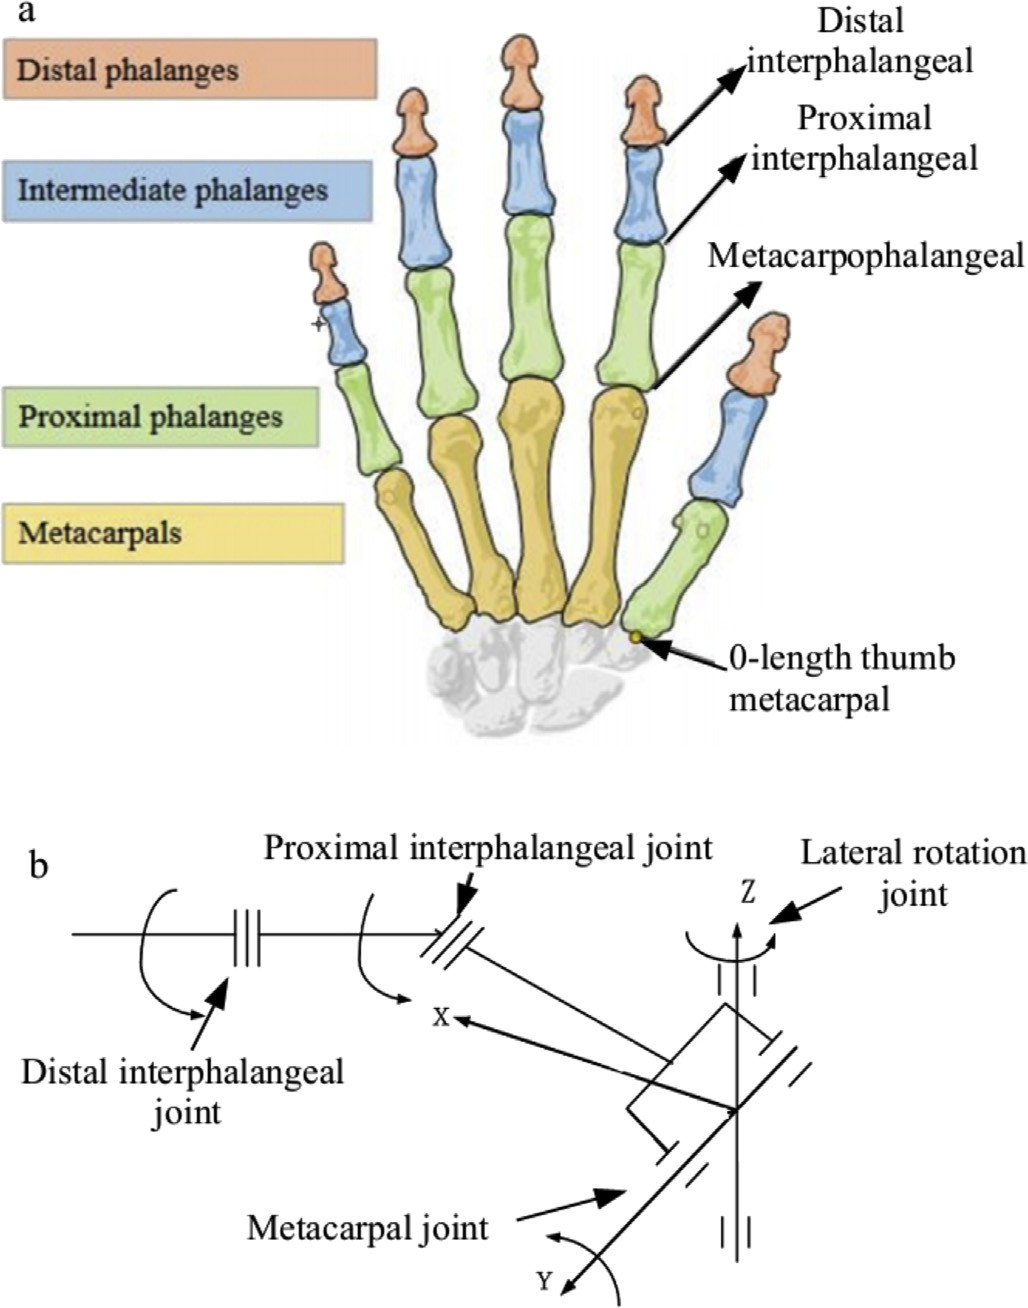 a
Distal phalanges
Intermediate phalanges
Proximal phalanges
Metacarpals
Distal
interphalangeal
Proximal
interphalangeal
Metacarpophalangeal
0-length thumb
metacarpal
b
Proximal interphalangeal joint
Lateral rotation
joint
Z
X
Distal interphalangeal
joint
Metacarpal joint
Y